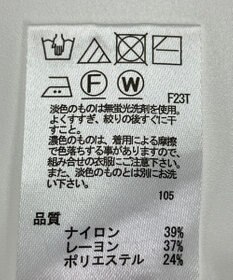 F
W
F23T
淡色のものは無蛍光洗剤を使用。
よくすすぎ、絞りの後すぐに干
すこと。
濃色のものは、着用による摩擦
で色落ちする事がありますので、
組み合せの衣服にご注意下さい。
また、淡色のものとは別にお洗
い下さい。
105
品質
ナイロン 39%
レーヨン 37%
ポリエステル 24%